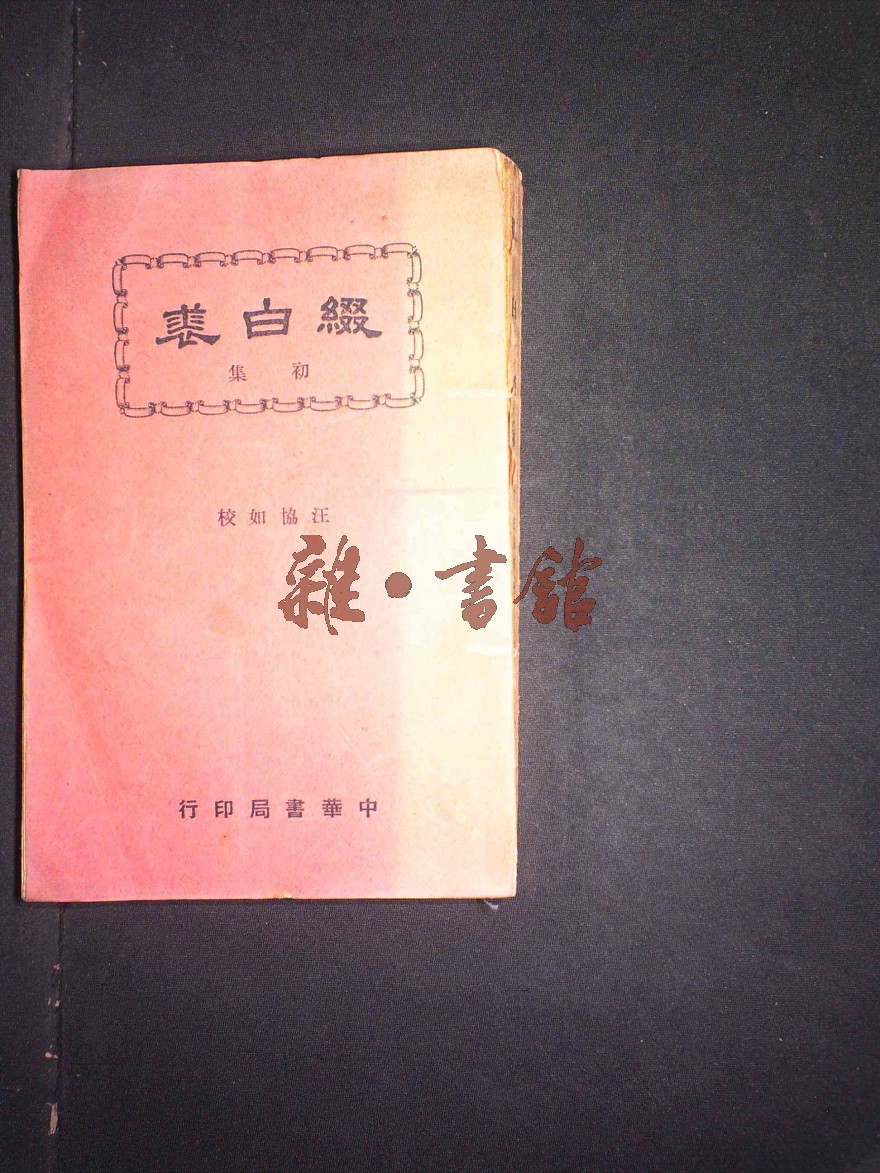 綴白裘
初集
汪協如校
雜·書館
中華書局印行